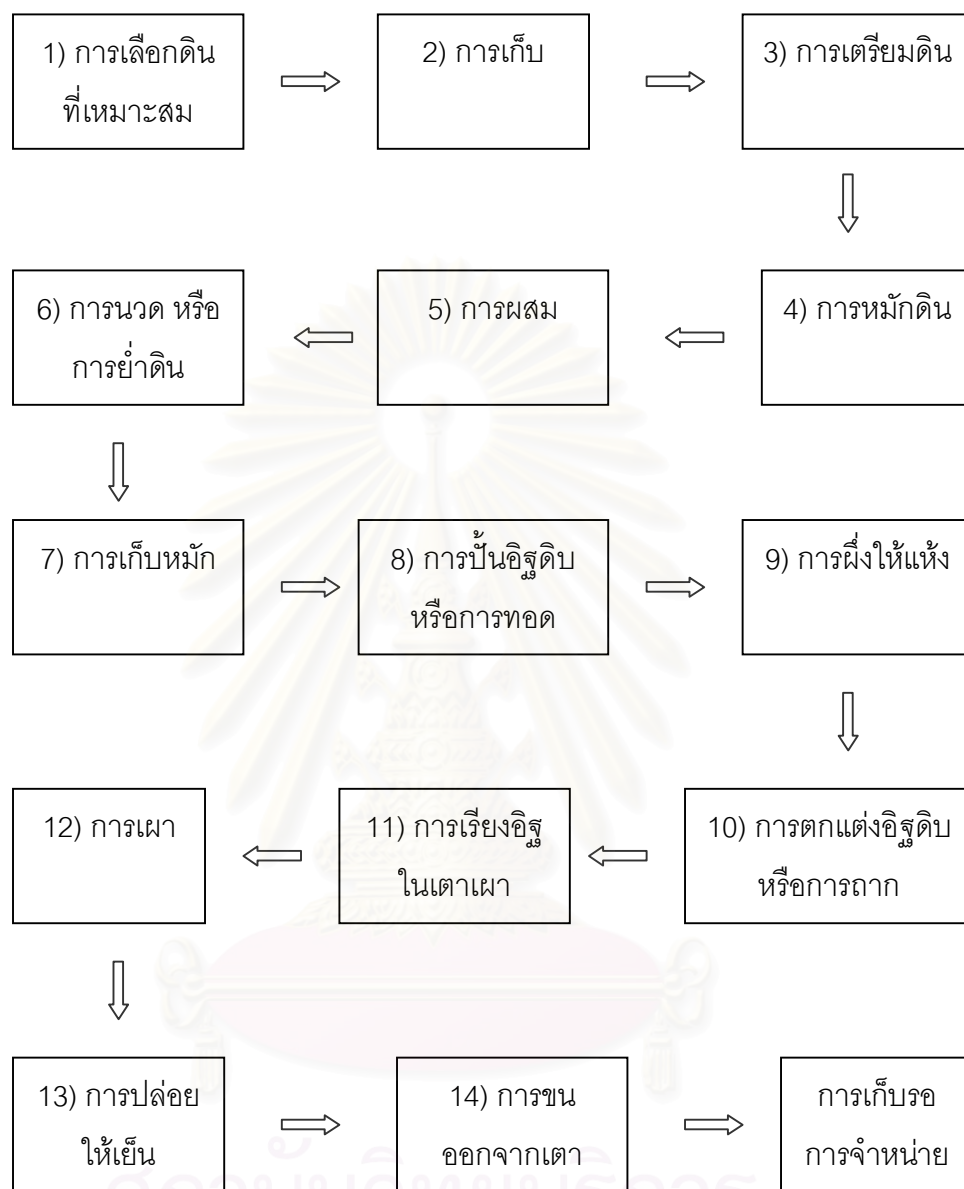 1) การเลือกดิน
ที่เหมาะสม
2) การเก็บ
3) การเตรียมดิน
4) การหมักดิน
5) การผสม
6) การนวด หรือ
การย่ำดิน
7) การเก็บหมัก
8) การปั้นอิฐดิบ
หรือการทอด
9) การผึ่งให้แห้ง
10) การตกแต่งอิฐดิบ
หรือการถาก
11) การเรียงอิฐ
ในเตาเผา
12) การเผา
13) การปล่อย
ให้เย็น
14) การขน
ออกจากเตา
การเก็บรอ
การจำหน่าย